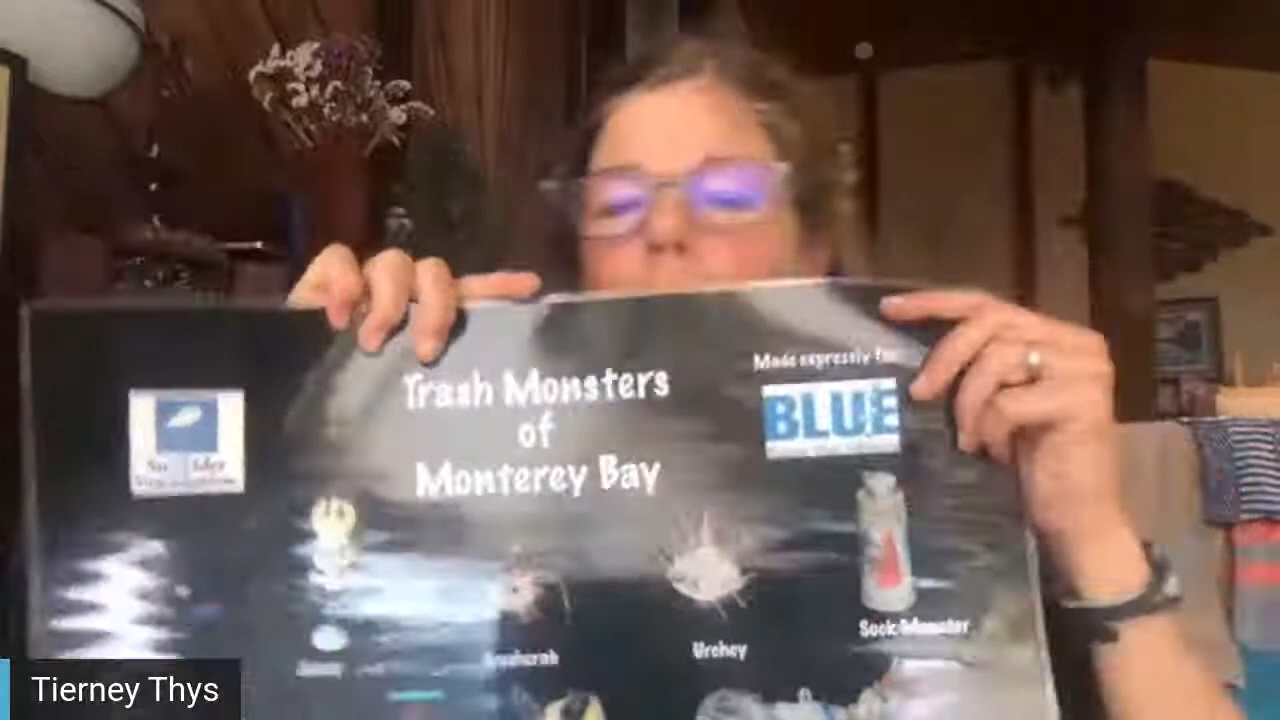 Trash Monsters
of
Monterey Bay
Made expressly for
BLUE
Urchey
Sock Monster
Tierney Thys